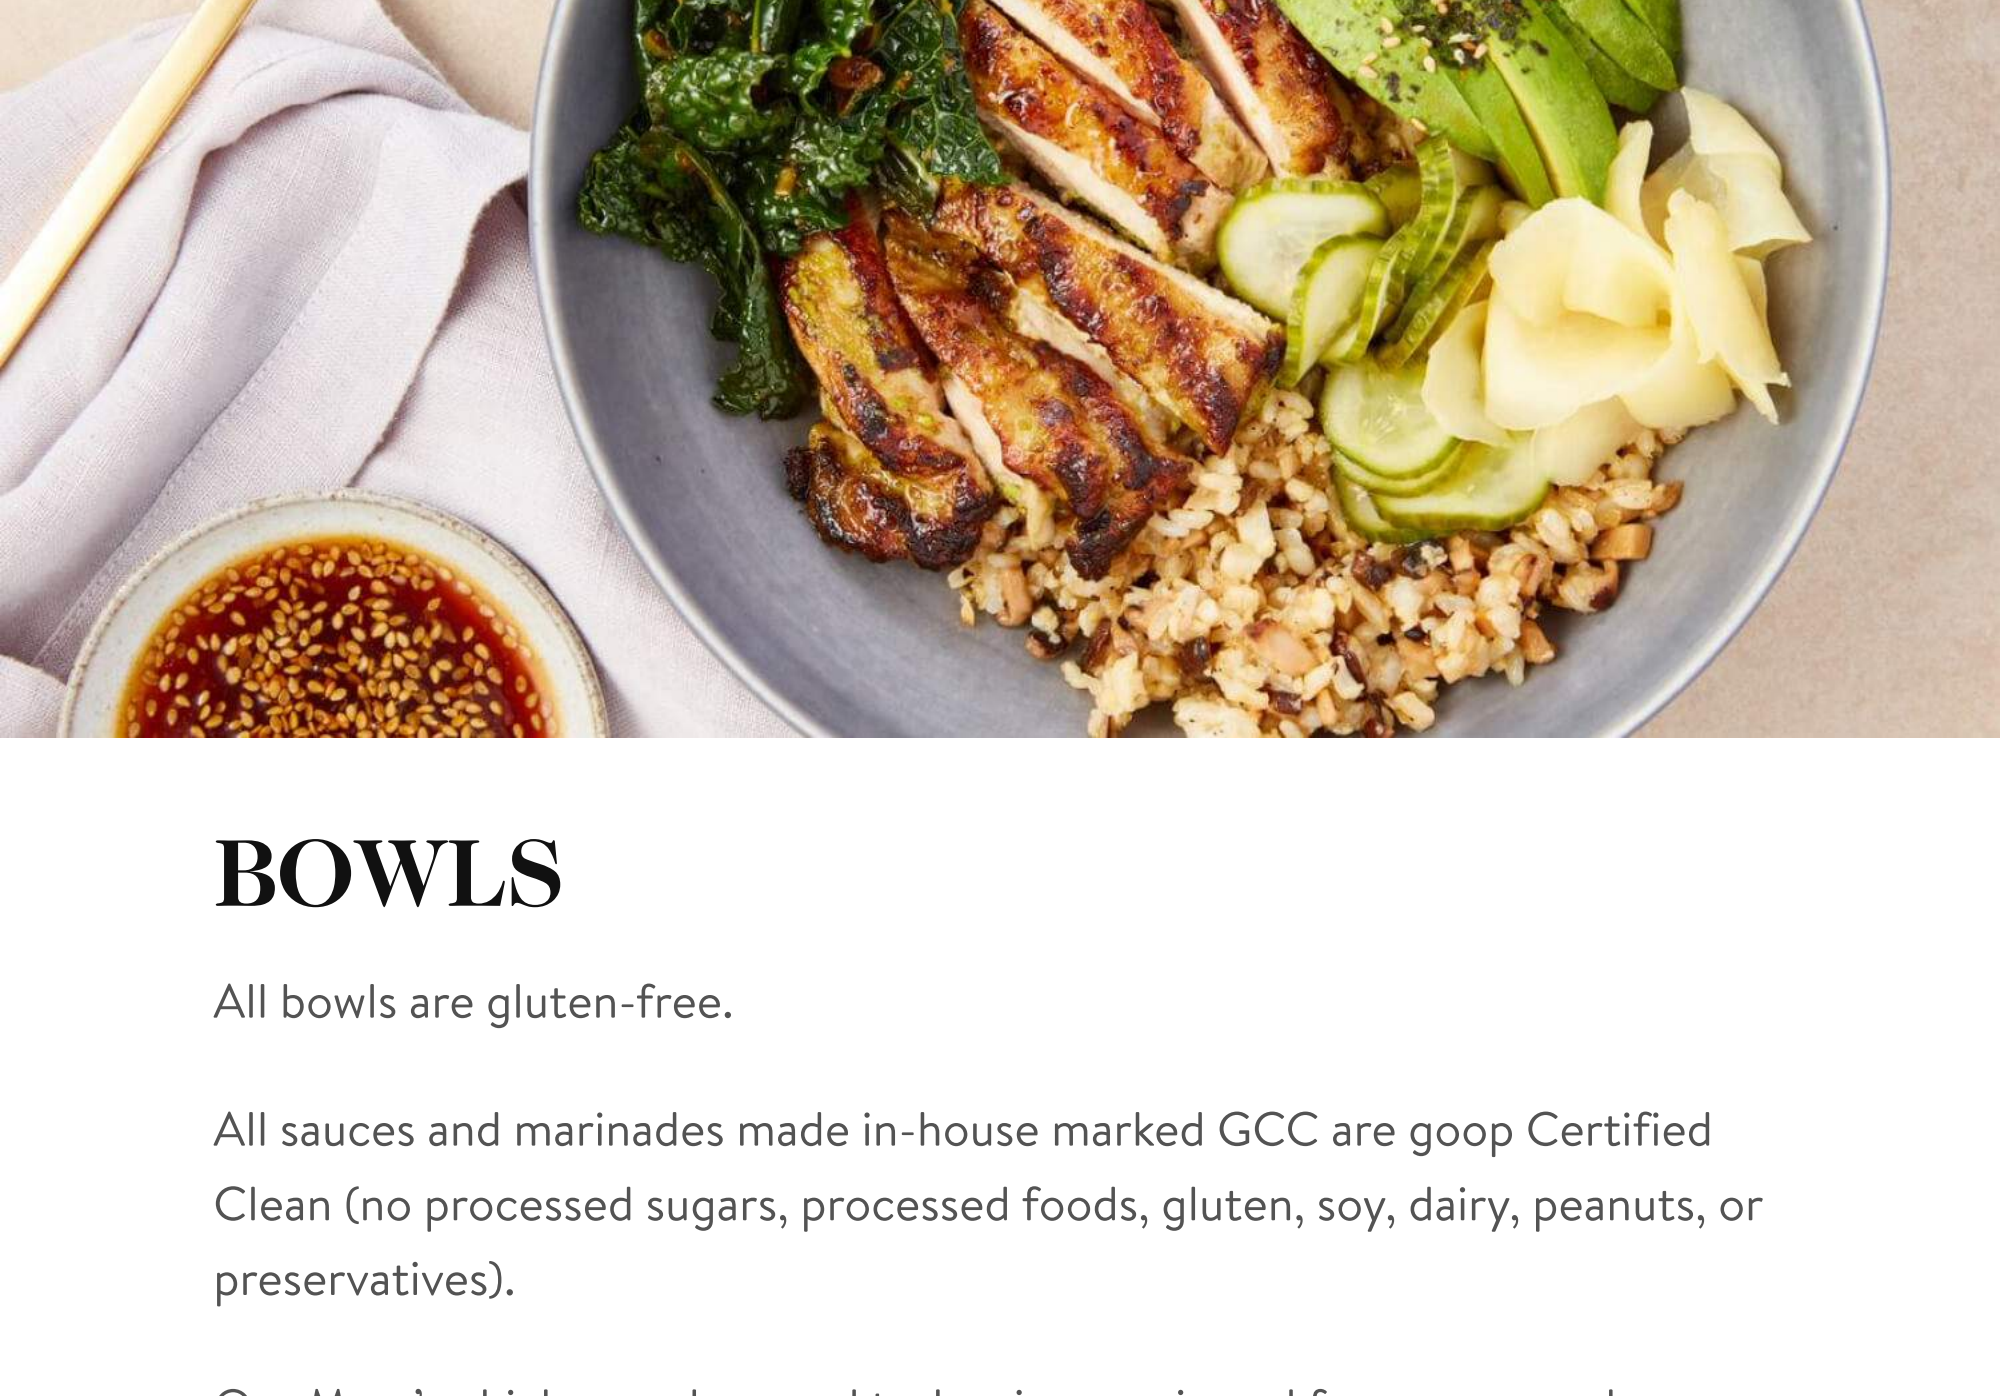 BOWLS
All bowls are gluten-free.
All sauces and marinades made in-house marked GCC are goop Certified
Clean (no processed sugars, processed foods, gluten, soy, dairy, peanuts, or
preservatives).